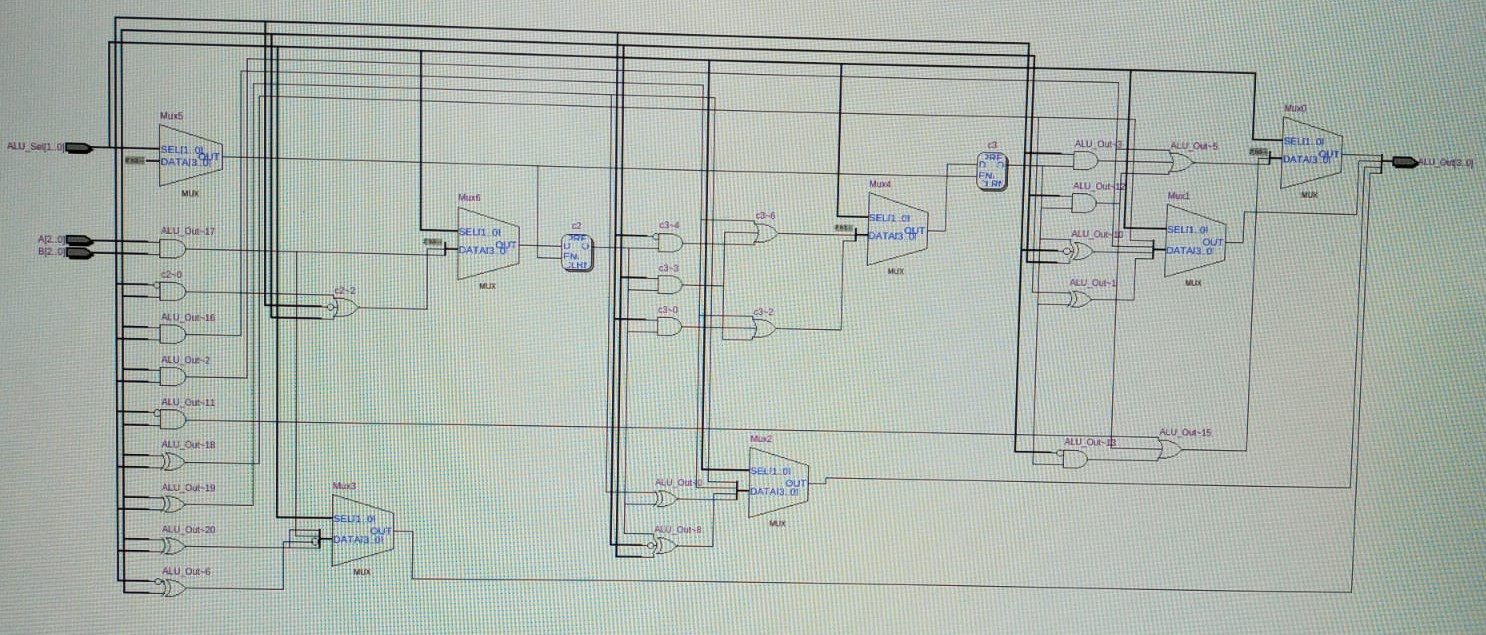 Mux5
ALU_Sel[1..0]
SEL[1..0]
DATA[3..0]
OUT
MUX
A[2..0]
B[2..0]
ALU_Out~17
c2~0
ALU_Out~16
ALU_Out~2
ALU_Out~11
ALU_Out~18
ALU_Out~19
ALU_Out~20
ALU_Out~6
c2~2
Mux3
SEL[1..0]
DATA[3..0]
OUT
MUX
Mux6
SEL[1..0]
DATA[3..0]
OUT
MUX
c2
D
Q
c3~4
c3~3
c3~0
c3~6
c3~2
ALU_Out~0
ALU_Out~8
Mux2
SEL[1..0]
DATA[3..0]
OUT
MUX
Mux4
SEL[1..0]
DATA[3..0]
OUT
MUX
c3
D
Q
ALU_Out~3
ALU_Out~12
ALU_Out~10
ALU_Out~1
ALU_Out~13
ALU_Out~5
ALU_Out~15
Mux1
SEL[1..0]
DATA[3..0]
OUT
MUX
Mux0
SEL[1..0]
DATA[3..0]
OUT
MUX
ALU_Out[3..0]